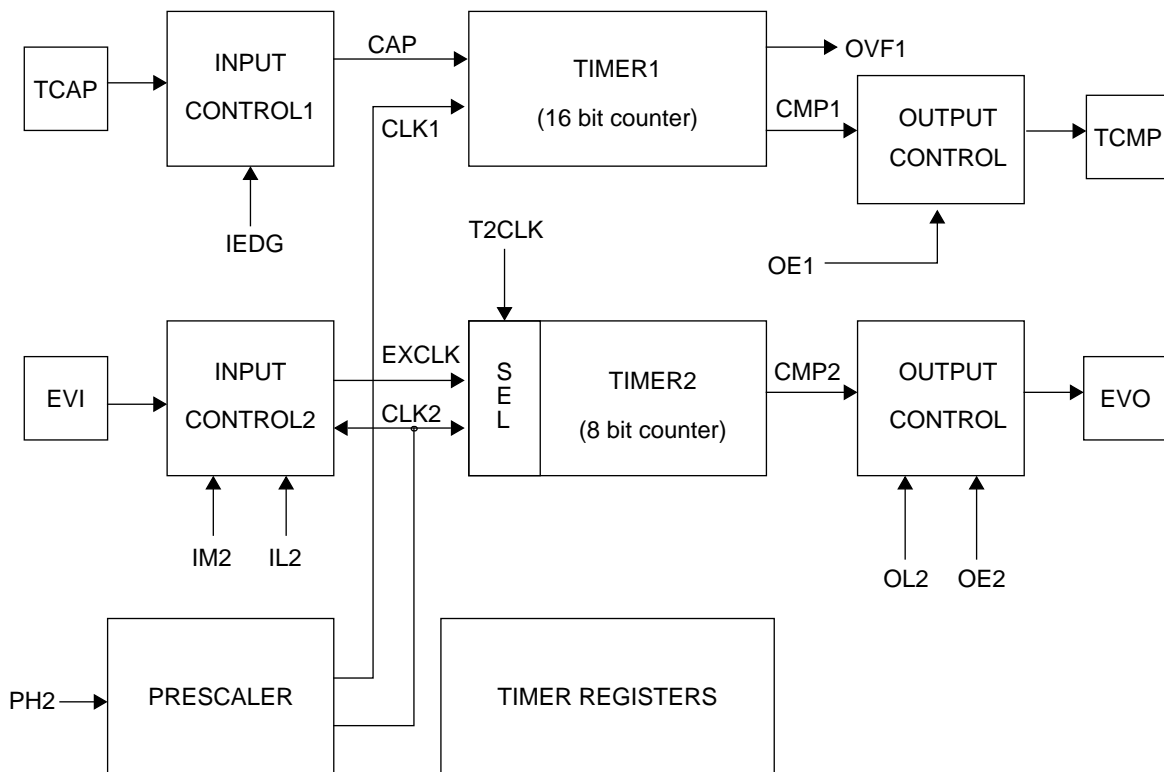 TCAP
INPUT
CONTROL1
CAP
CLK1
TIMER1
(16 bit counter)
OVF1
CMP1
OUTPUT
CONTROL
TCMP
IEDG
T2CLK
OE1
EVI
INPUT
CONTROL2
EXCLK
CLK2
S
E
L
TIMER2
(8 bit counter)
CMP2
OUTPUT
CONTROL
EVO
IM2
IL2
OL2
OE2
PH2
PRESCALER
TIMER REGISTERS